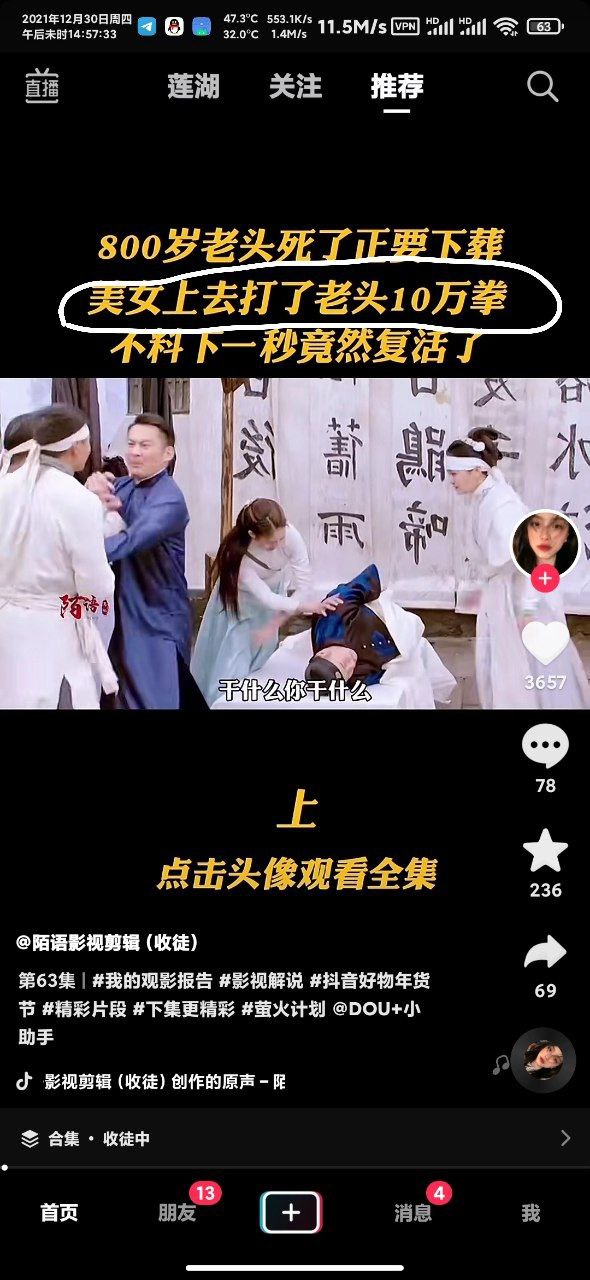 2021年12月30日周四
午后未时14:57:33
47.3°C
32.0°C
553.1K/s
1.4M/s
11.5M/s
VPN
HD
HD
63
直播
莲湖
关注
推荐
800岁老头死了正要下葬
美女上去打了老头10万拳
不料下一秒竟然复活了
後
舊雨
鵑啼
水
陌语
干什么你干什么
3657
78
236
69
上
点击头像观看全集
@陌语影视剪辑（收徒）
第63集｜#我的观影报告 #影视解说 #抖音好物年货
节 #精彩片段 #下集更精彩 #萤火计划 @DOU+小
助手
影视剪辑（收徒）创作的原声 -
合集 · 收徒中
首页
朋友
13
消息
4
我